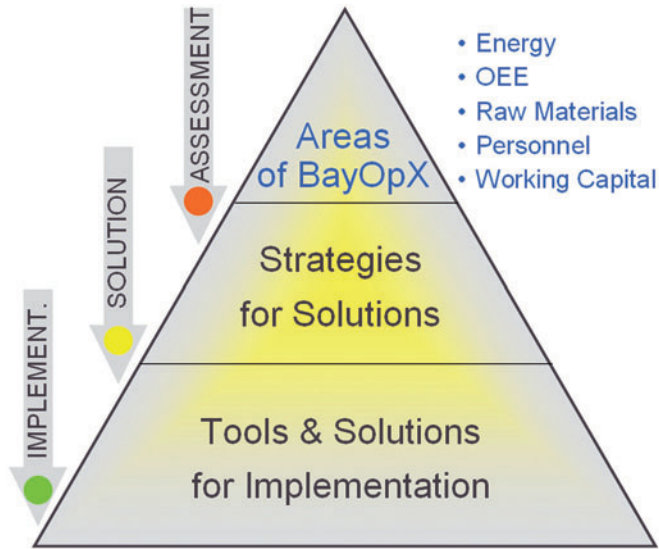 ASSESSMENT
SOLUTION
IMPLEMENT.
Areas
of BayOpX
Strategies
for Solutions
Tools & Solutions
for Implementation
• Energy
• OEE
• Raw Materials
• Personnel
• Working Capital